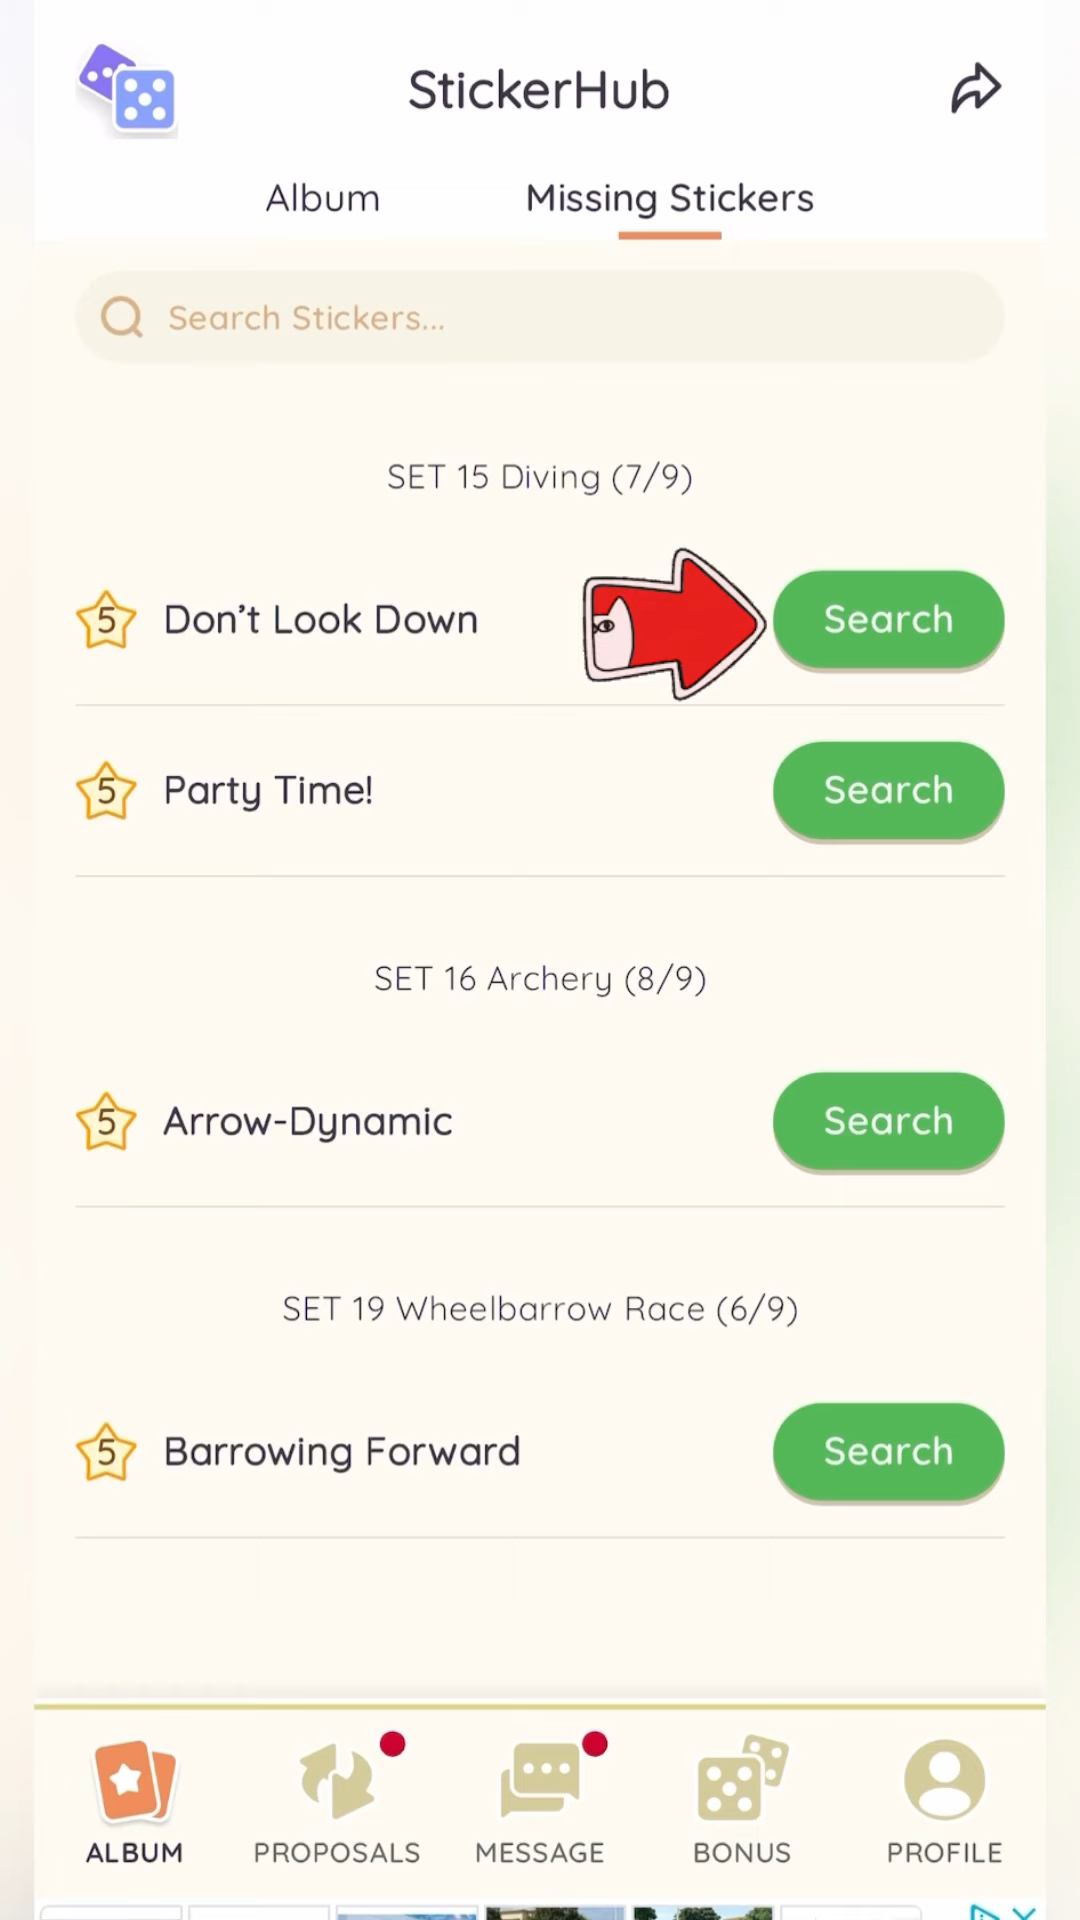 StickerHub
Album
Missing Stickers
Search Stickers...
SET 15 Diving (7/9)
5
Don't Look Down
Search
5
Party Time!
Search
SET 16 Archery (8/9)
5
Arrow-Dynamic
Search
SET 19 Wheelbarrow Race (6/9)
5
Barrowing Forward
Search
ALBUM
PROPOSALS
MESSAGE
BONUS
PROFILE